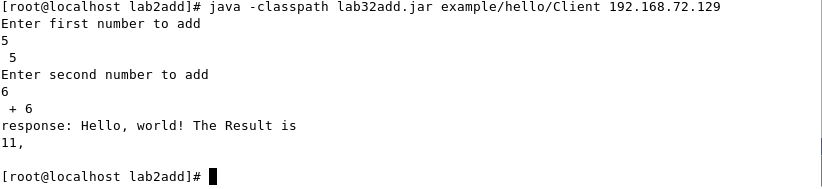 [root@localhost lab2add]# java -classpath lab32add.jar example/hello/Client 192.168.72.129
Enter first number to add
5
 5
Enter second number to add
6
 + 6
response: Hello, world! The Result is
11,
[root@localhost lab2add]#